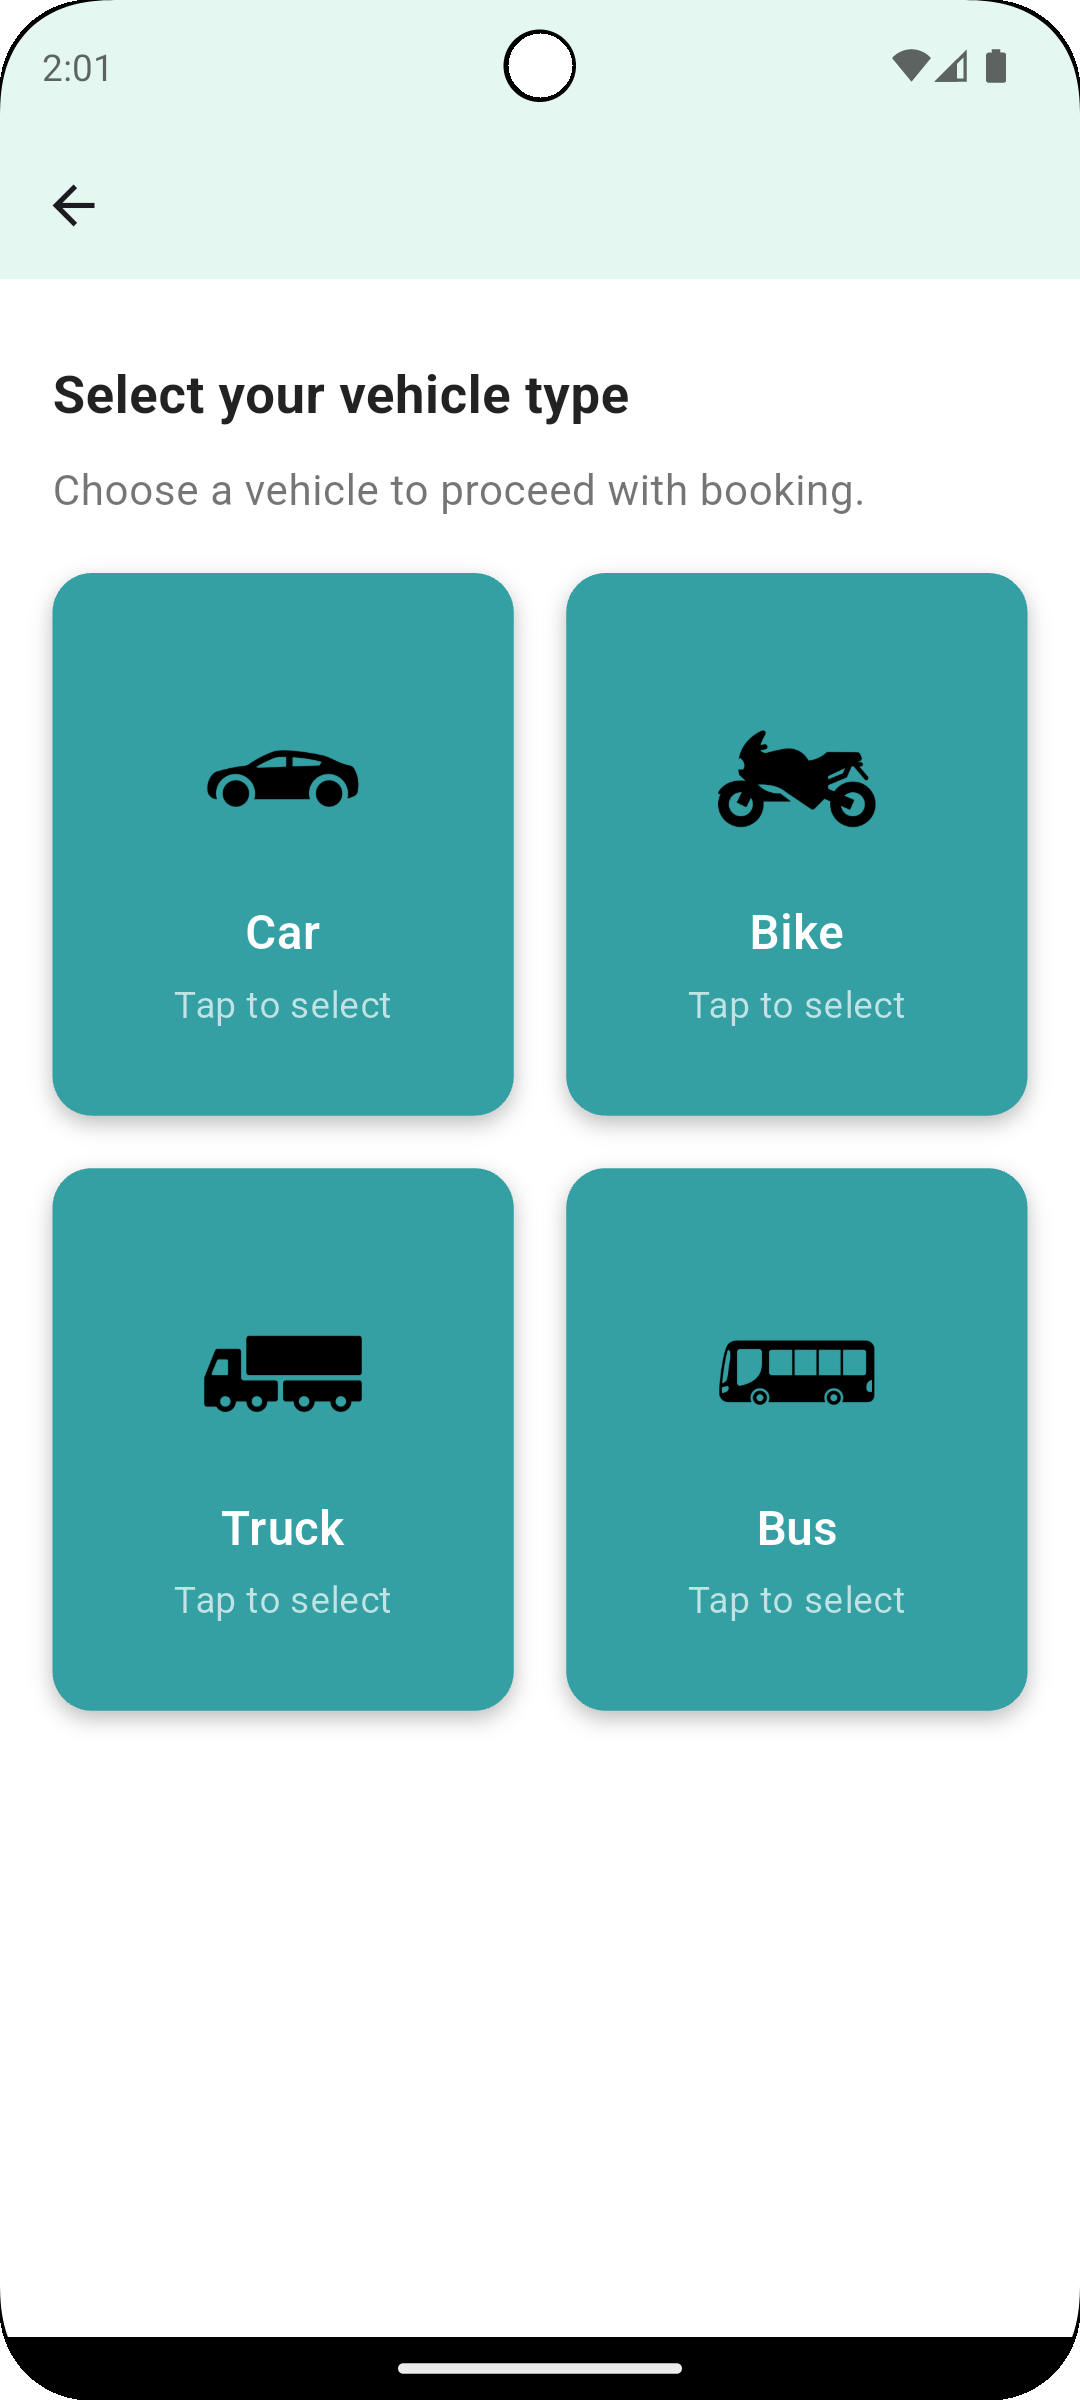 2:01
Select your vehicle type
Choose a vehicle to proceed with booking.
Car
Tap to select
Bike
Tap to select
Truck
Tap to select
Bus
Tap to select